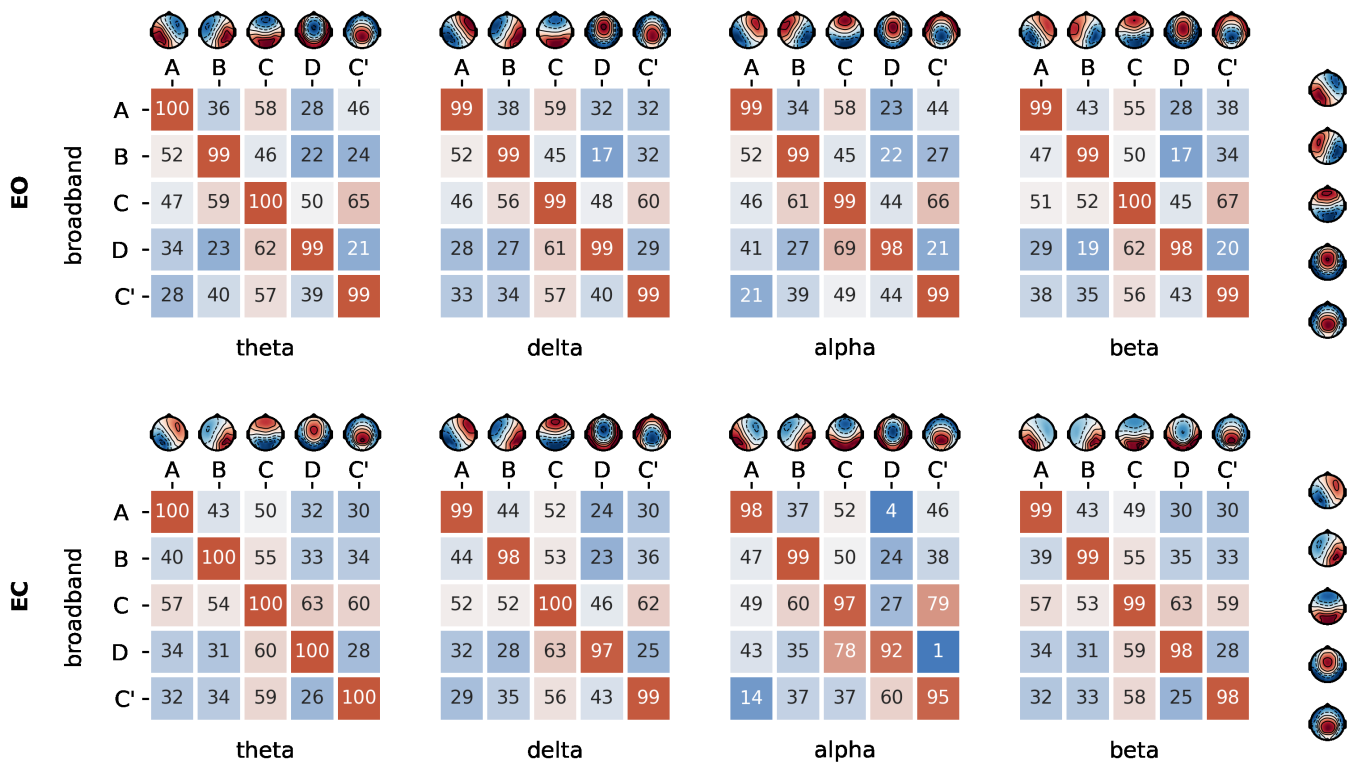 A B C D C' A B C D C' A B C D C' A B C D C'
A 100 36 58 28 46 99 38 59 32 32 99 34 58 23 44 99 43 55 28 38
B 52 99 46 22 24 52 99 45 17 32 52 99 45 22 27 47 99 50 17 34
C 47 59 100 50 65 46 56 99 48 60 46 61 99 44 66 51 52 100 45 67
D 34 23 62 99 21 28 27 61 99 29 41 27 69 98 21 29 19 62 98 20
C' 28 40 57 39 99 33 34 57 40 99 21 39 49 44 99 38 35 56 43 99
EO
broadband
theta delta alpha beta
A B C D C' A B C D C' A B C D C' A B C D C'
A 100 43 50 32 30 99 44 52 24 30 98 37 52 4 46 99 43 49 30 30
B 40 100 55 33 34 44 98 53 23 36 47 99 50 24 38 39 99 55 35 33
C 57 54 100 63 60 52 52 100 46 62 49 60 97 27 79 57 53 99 63 59
D 34 31 60 100 28 32 28 63 97 25 43 35 78 92 1 34 31 59 98 28
C' 32 34 59 26 100 29 35 56 43 99 14 37 37 60 95 32 33 58 25 98
EC
broadband
theta delta alpha beta